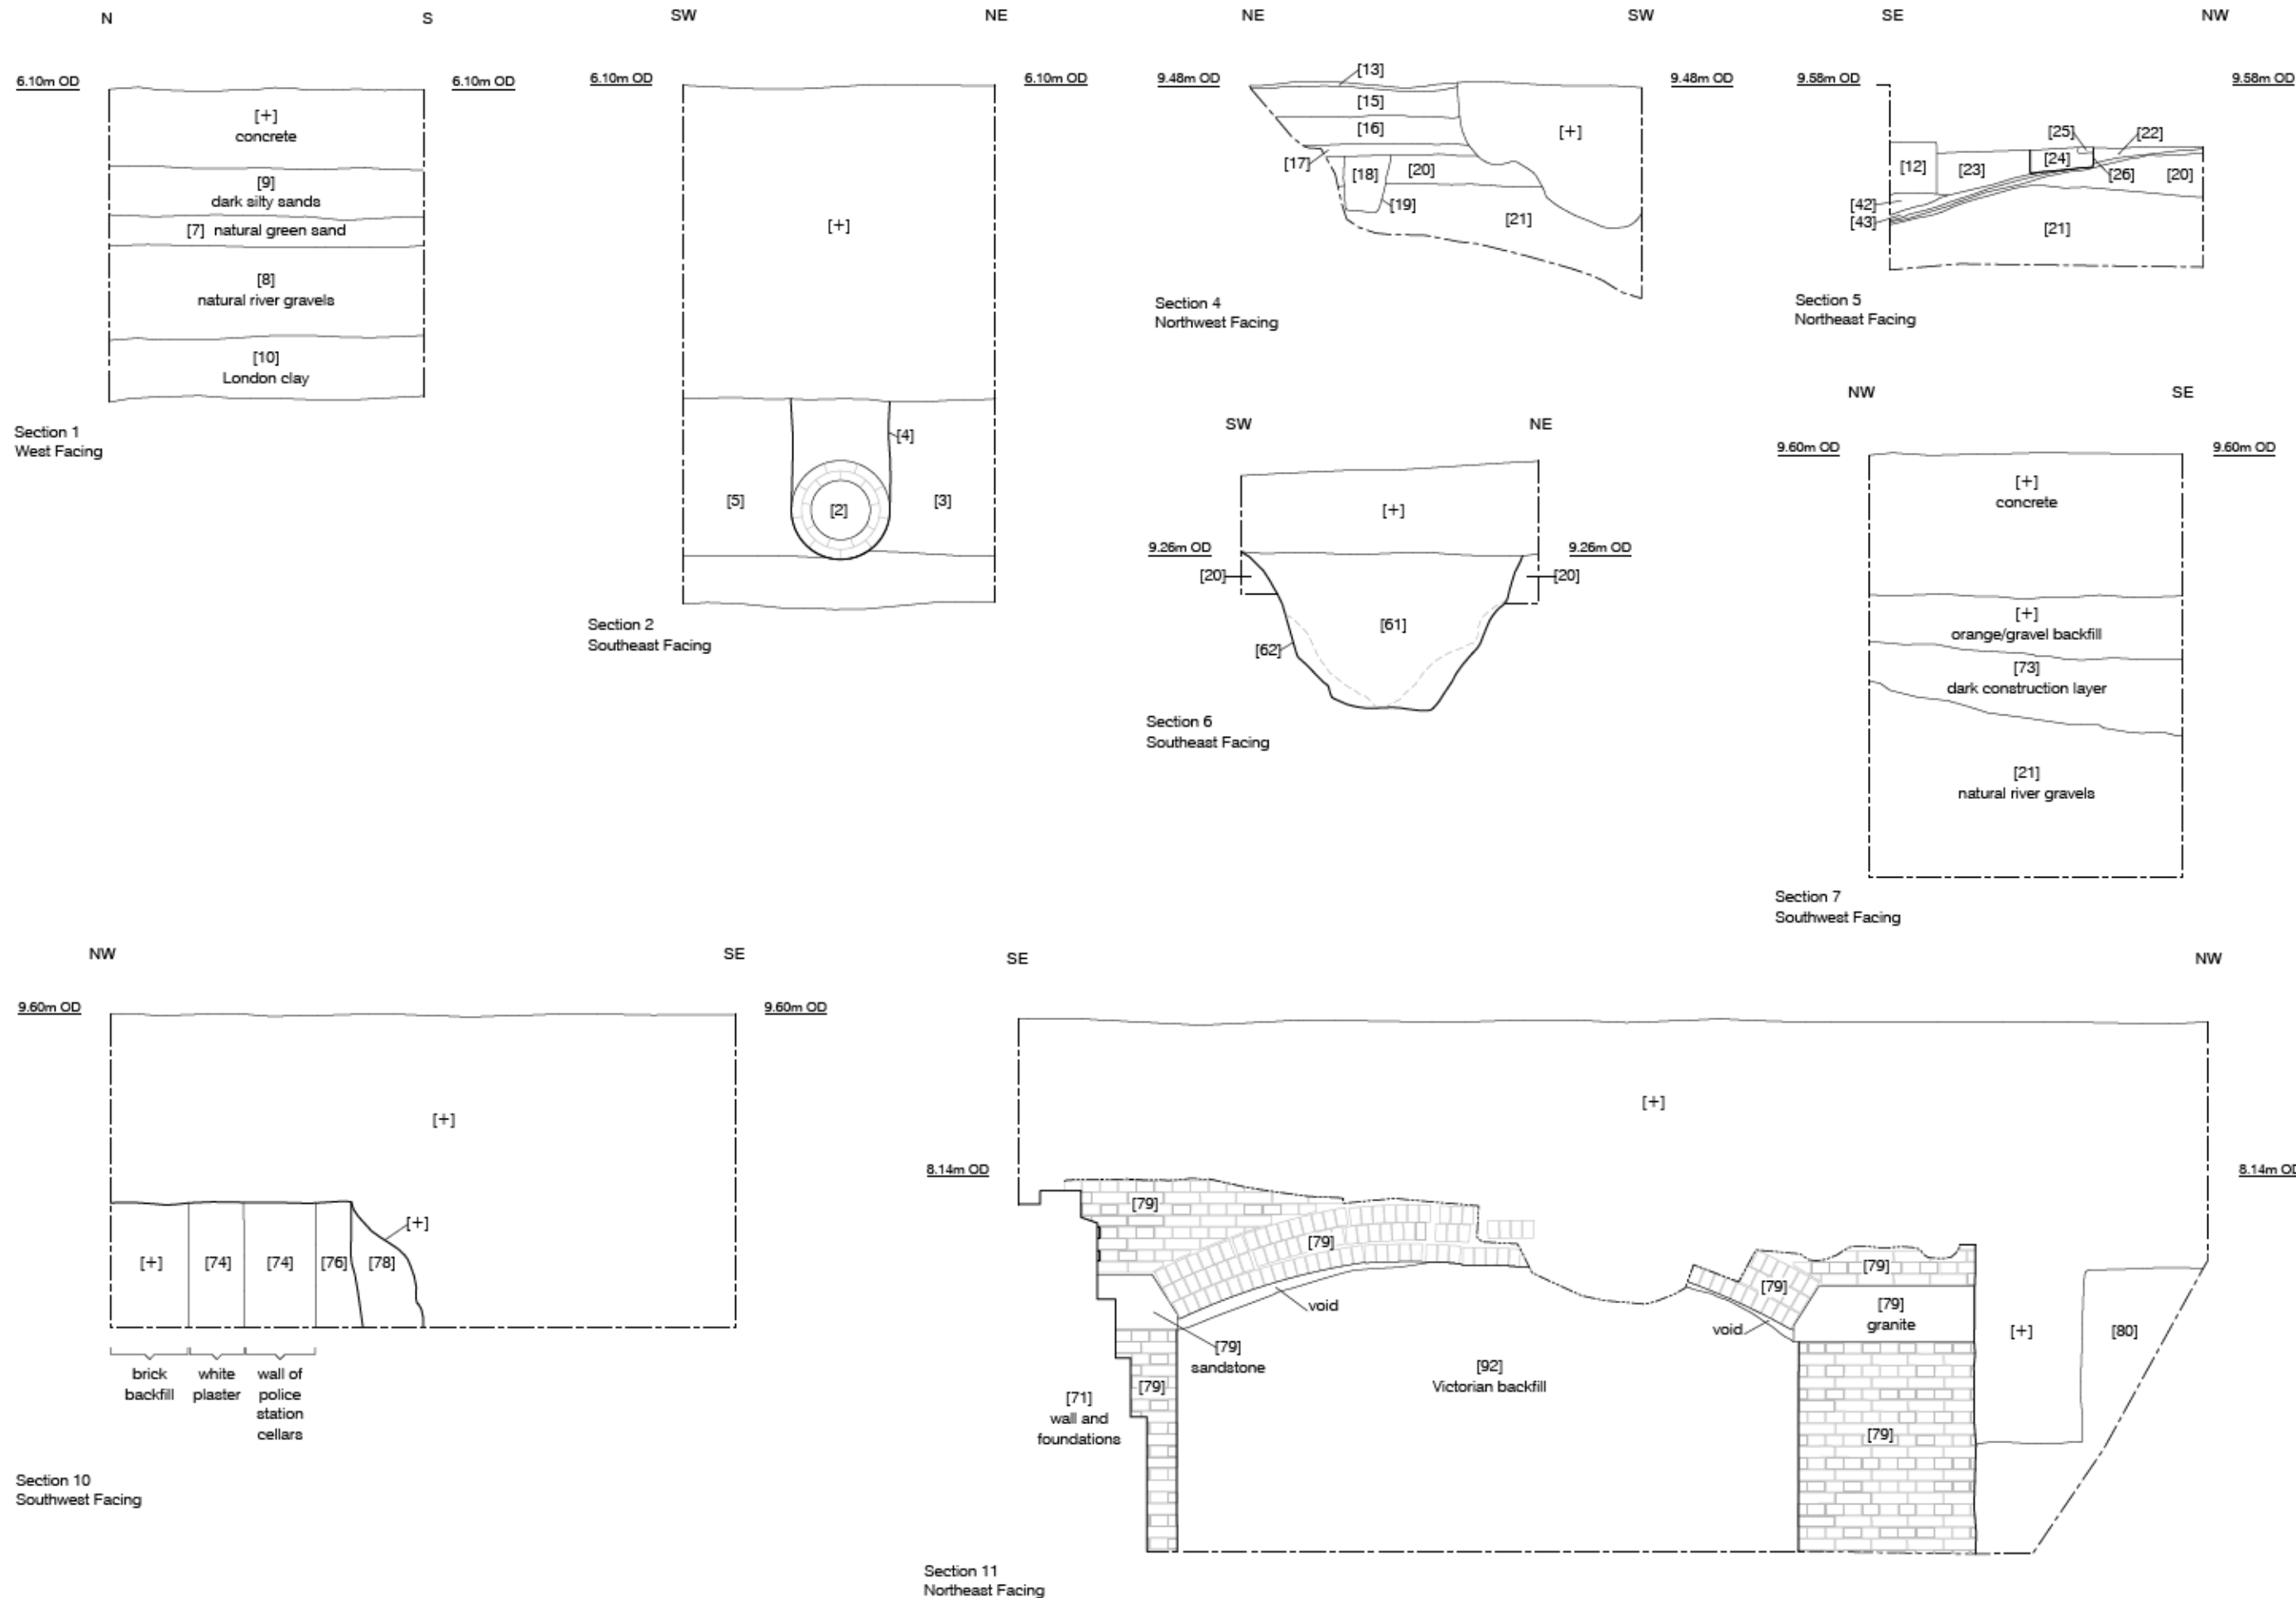 N
S
6.10m OD
6.10m OD
[+]
concrete
[9]
dark silty sands
[7] natural green sand
[8]
natural river gravels
[10]
London clay
Section 1
West Facing
SW
NE
6.10m OD
6.10m OD
[+]
[4]
[5]
[2]
[3]
Section 2
Southeast Facing
NE
SW
9.48m OD
9.48m OD
[13]
[15]
[16]
[+]
[17]
[18]
[20]
[19]
[21]
Section 4
Northwest Facing
SE
NW
9.58m OD
9.58m OD
[25]
[22]
[12]
[23]
[24]
[26]
[20]
[42]
[43]
[21]
Section 5
Northeast Facing
SW
NE
[+]
9.26m OD
9.26m OD
[20]
[20]
[61]
[62]
Section 6
Southeast Facing
NW
SE
9.60m OD
9.60m OD
[+]
concrete
[+]
orange/gravel backfill
[73]
dark construction layer
[21]
natural river gravels
Section 7
Southwest Facing
NW
SE
9.60m OD
9.60m OD
[+]
[+]
[+]
[74]
[74]
[76]
[78]
brick
backfill
white
plaster
wall of
police
station
cellars
Section 10
Southwest Facing
SE
NW
[+]
8.14m OD
8.14m OD
[79]
[79]
[79]
[79]
void
[79]
granite
void
[+]
[80]
[79]
sandstone
[92]
Victorian backfill
[79]
[71]
wall and
foundations
[79]
Section 11
Northeast Facing